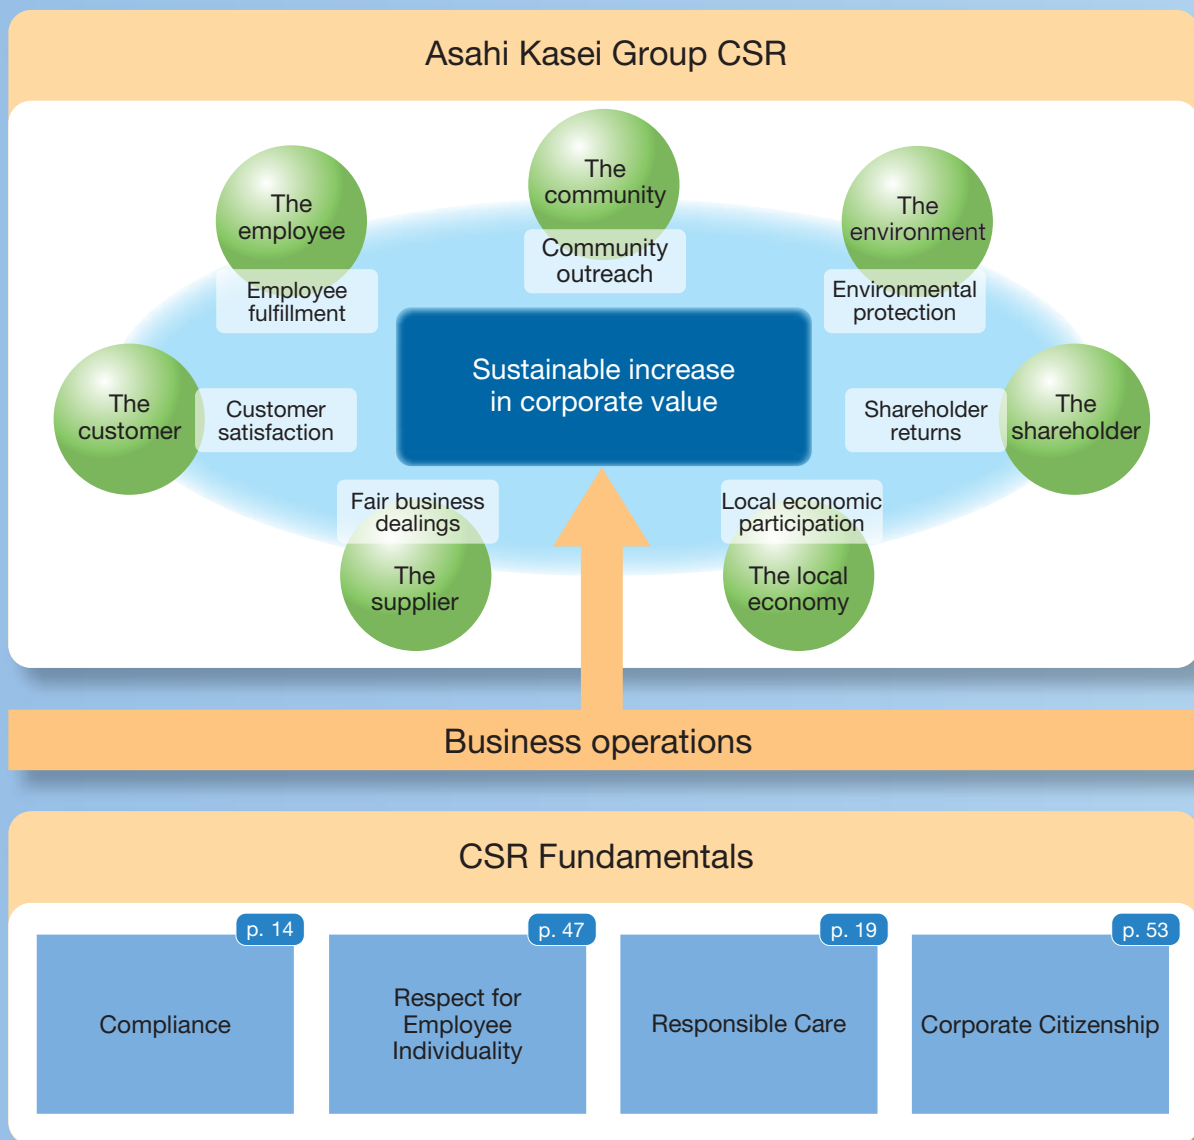 Asahi Kasei Group CSR
The
community
Community
outreach
The
employee
Employee
fulfillment
The
environment
Environmental
protection
The
customer
Customer
satisfaction
Sustainable increase
in corporate value
Shareholder
returns
The
shareholder
Fair business
dealings
The
supplier
Local economic
participation
The local
economy
Business operations
CSR Fundamentals
p. 14
Compliance
p. 47
Respect for
Employee
Individuality
p. 19
Responsible Care
p. 53
Corporate Citizenship